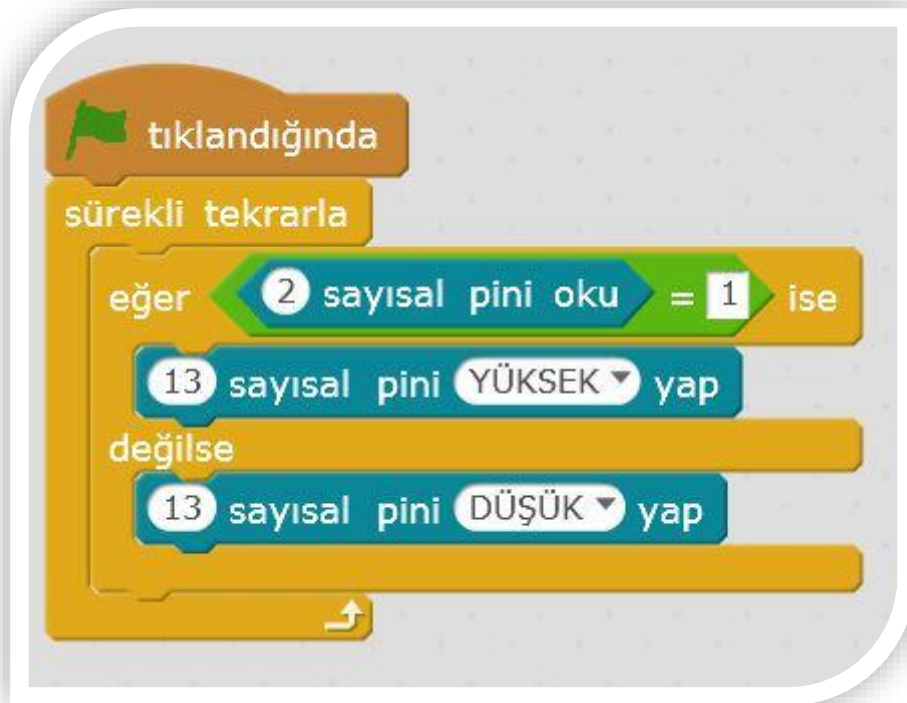 tıklandığında
sürekli tekrarla
eğer 2 sayısal pini oku = 1 ise
13 sayısal pini YÜKSEK yap
değilse
13 sayısal pini DÜŞÜK yap